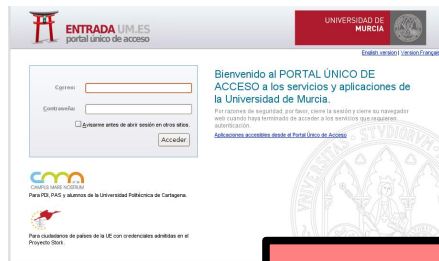 ENTRADA UM.ES
portal único de acceso
UNIVERSIDAD DE
MURCIA
English version | Version Français
Correo:
Contraseña:
Avisarme antes de abrir sesión en otros sitios.
Acceder
CAMPUS MARE NOSTRUM
Para PDI, PAS y alumnos de la Universidad Politécnica de Cartagena.
Para ciudadanos de países de la UE con credenciales admitidas en el
Proyecto Stork.
Bienvenido al PORTAL ÚNICO DE
ACCESO a los servicios y aplicaciones de
la Universidad de Murcia.
Por razones de seguridad, por favor, cierre la sesión y cierre su navegador
web cuando haya terminado de acceder a los servicios que requieren
autenticación.
Aplicaciones accesibles desde el Portal Único de Acceso